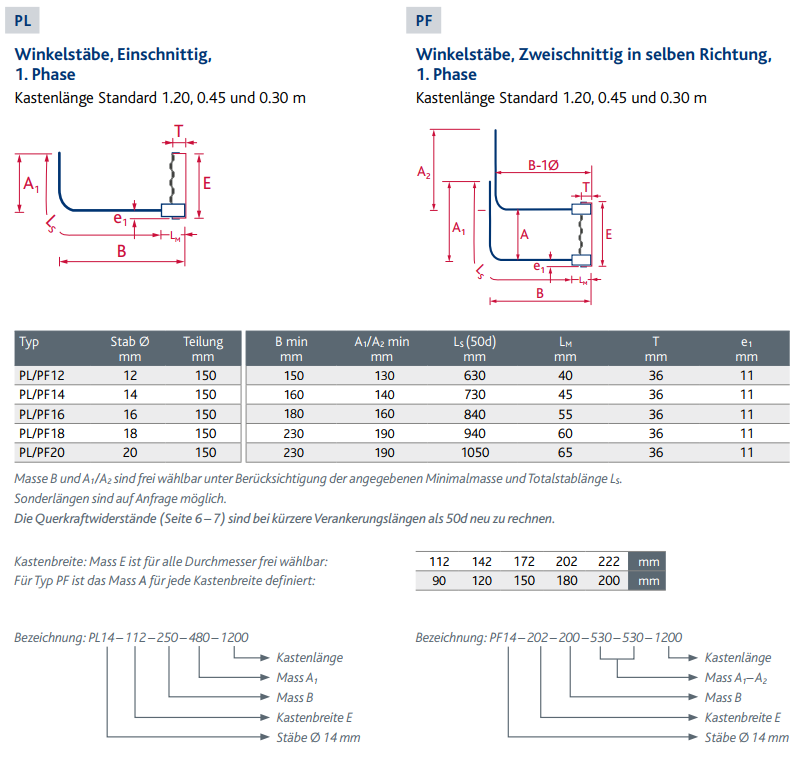 PL
Winkelstäbe, Einschnittig,
1. Phase
Kastenlänge Standard 1.20, 0.45 und 0.30 m
T
A₁
E
e₁
Ls
LM
B
PF
Winkelstäbe, Zweischnittig in selben Richtung,
1. Phase
Kastenlänge Standard 1.20, 0.45 und 0.30 m
A₂
B-1Ø
T
A₁
A
E
e₁
Ls
LM
B
Typ Stab Ø Teilung B min A₁/A₂ min Ls (50d) LM T e₁
mm mm mm mm mm mm mm mm
PL/PF12 12 150 150 130 630 40 36 11
PL/PF14 14 150 160 140 730 45 36 11
PL/PF16 16 150 180 160 840 55 36 11
PL/PF18 18 150 230 190 940 60 36 11
PL/PF20 20 150 230 190 1050 65 36 11
Masse B und A₁/A₂ sind frei wählbar unter Berücksichtigung der angegebenen Minimalmasse und Totalstablänge Ls.
Sonderlängen sind auf Anfrage möglich.
Die Querkraftwiderstände (Seite 6–7) sind bei kürzere Verankerungslängen als 50d neu zu rechnen.
Kastenbreite: Mass E ist für alle Durchmesser frei wählbar: 112 142 172 202 222 mm
Für Typ PF ist das Mass A für jede Kastenbreite definiert: 90 120 150 180 200 mm
Bezeichnung: PL14–112–250–480–1200
Kastenlänge
Mass A₁
Mass B
Kastenbreite E
Stäbe Ø 14 mm
Bezeichnung: PF14–202–200–530–530–1200
Kastenlänge
Mass A₁–A₂
Mass B
Kastenbreite E
Stäbe Ø 14 mm